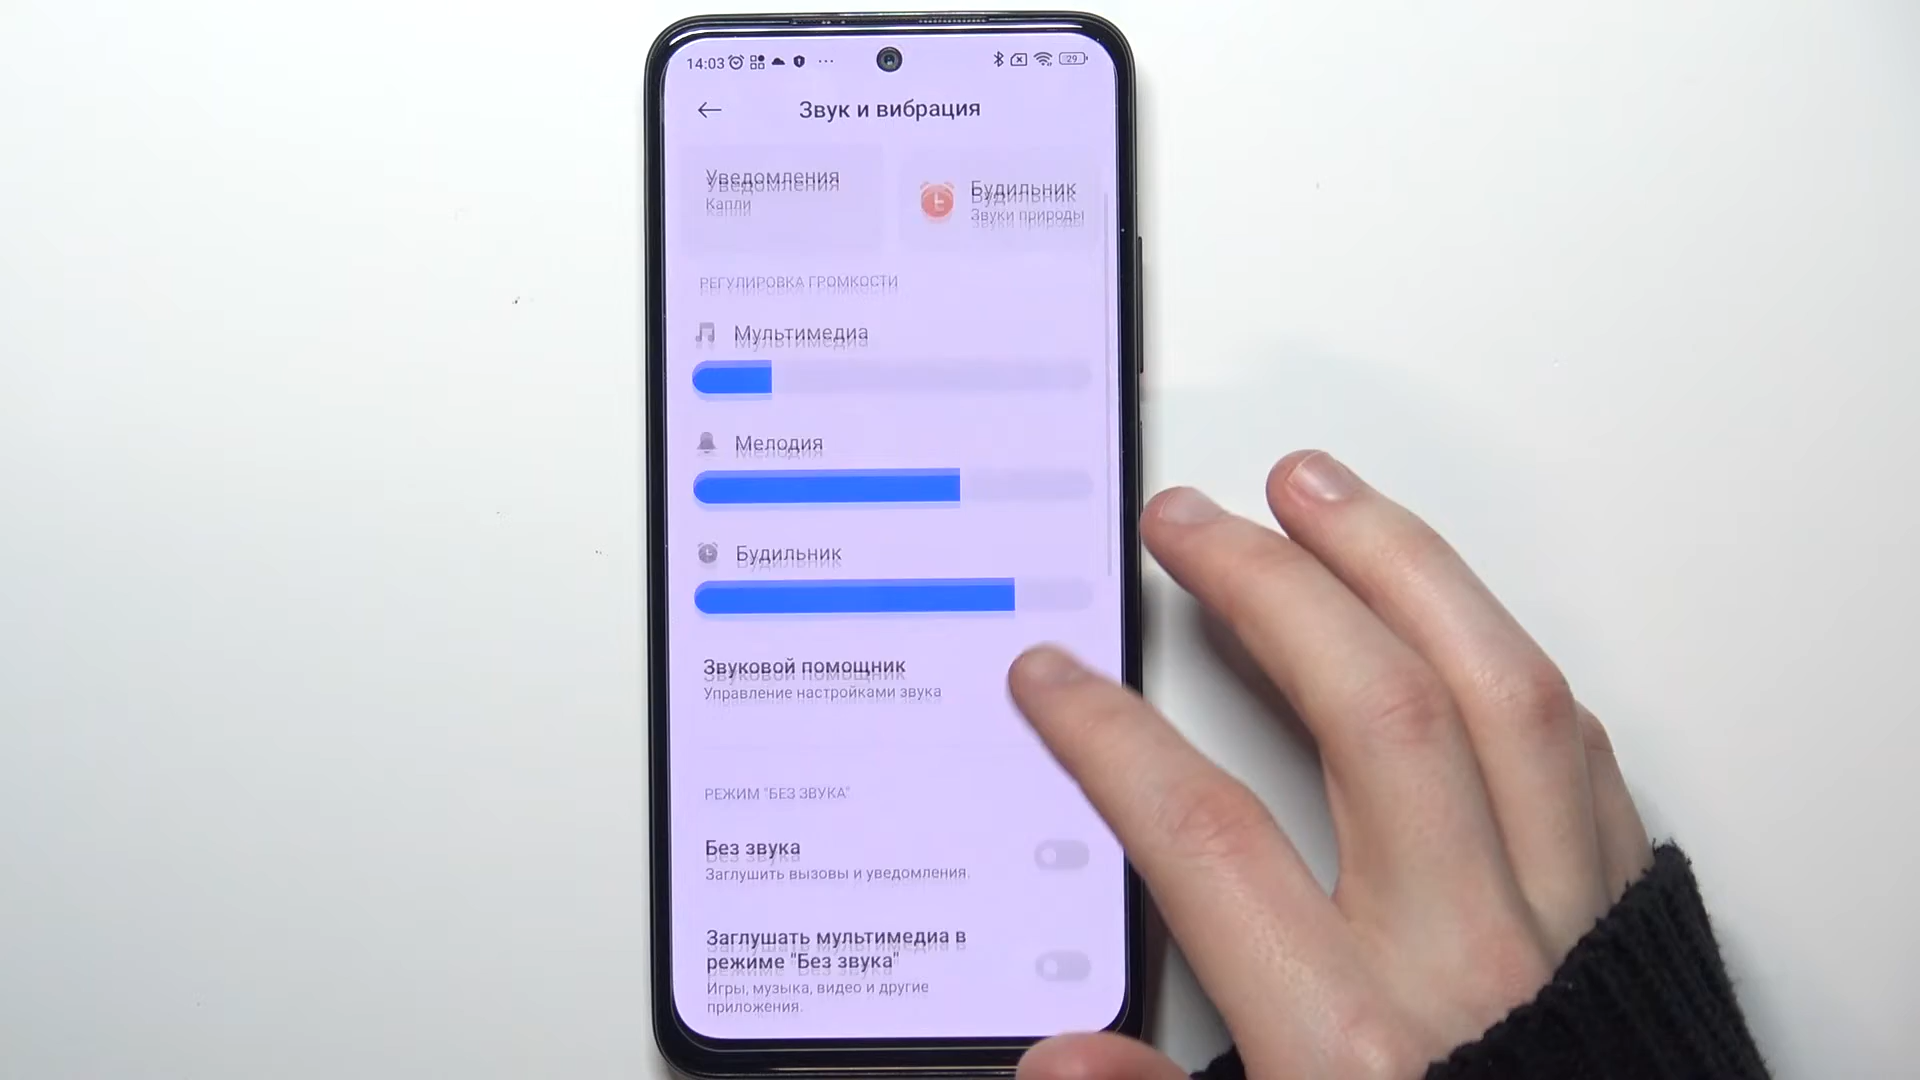 14:03 29
Звук и вибрация
Уведомления
Капли
Будильник
Звуки природы
РЕГУЛИРОВКА ГРОМКОСТИ
Мультимедиа
Мелодия
Будильник
Звуковой помощник
Управление настройками звука
РЕЖИМ "БЕЗ ЗВУКА"
Без звука
Заглушить вызовы и уведомления.
Заглушать мультимедиа в
режиме "Без звука"
Игры, музыка, видео и другие
приложения.